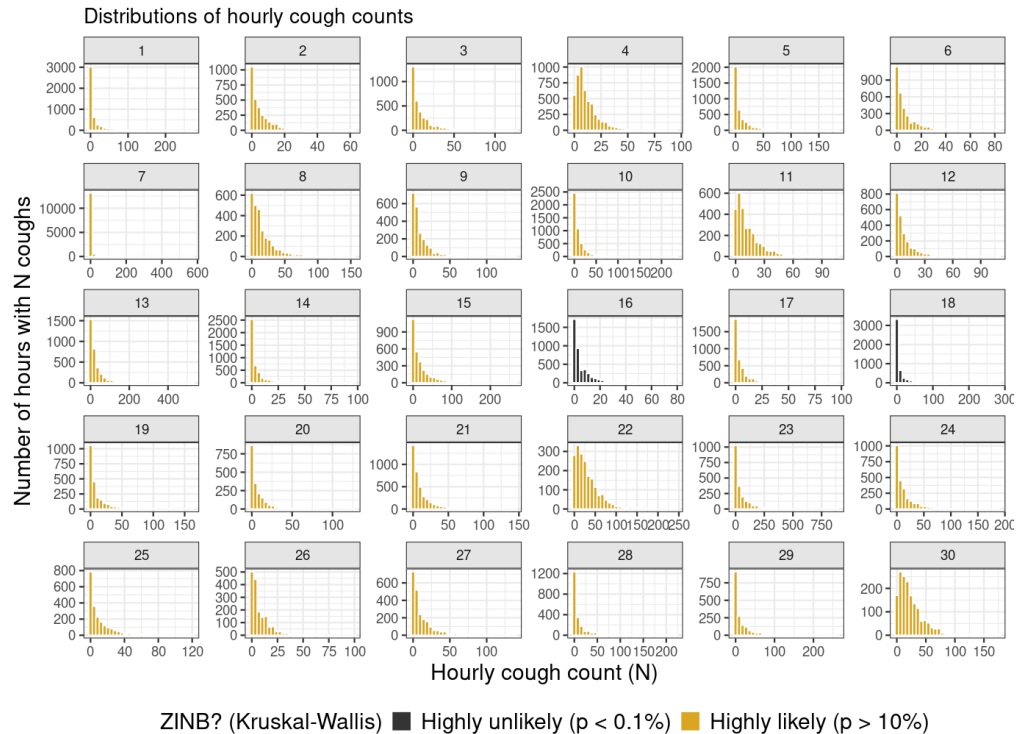 Distributions of hourly cough counts
1 2 3 4 5 6
3000 2000 1000 0
1000 750 500 250 0
1000 500 0
1000 750 500 250 0
2000 1500 1000 500 0
900 600 300 0
0 100 200
0 20 40 60
0 50 100
0 25 50 75 100
0 50 100 150
0 20 40 60 80
7 8 9 10 11 12
10000 5000 0
600 400 200 0
600 400 200 0
2500 2000 1500 1000 500 0
600 400 200 0
800 600 400 200 0
0 200 400 600
0 50 100 150
0 50 100
0 50 100 150 200
0 30 60 90
0 30 60 90
13 14 15 16 17 18
1500 1000 500 0
2500 2000 1500 1000 500 0
900 600 300 0
1500 1000 500 0
1500 1000 500 0
3000 2000 1000 0
0 200 400
0 25 50 75 100
0 100 200
0 20 40 60 80
0 25 50 75 100
0 100 200 300
19 20 21 22 23 24
1000 750 500 250 0
750 500 250 0
1000 500 0
300 200 100 0
1000 750 500 250 0
1000 750 500 250 0
0 50 100 150
0 50 100
0 50 100 150
0 50 100 150 200 250
0 250 500 750
0 50 100 150 200
25 26 27 28 29 30
800 600 400 200 0
500 400 300 200 100 0
600 400 200 0
1200 800 400 0
750 500 250 0
200 100 0
0 40 80 120
0 25 50 75 100
0 50 100
0 50 100 150 200
0 100 200
0 50 100 150
Number of hours with N coughs
Hourly cough count (N)
ZINB? (Kruskal-Wallis) Highly unlikely (p < 0.1%) Highly likely (p > 10%)